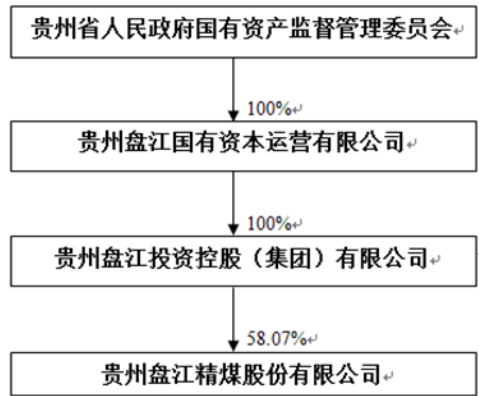 贵州省人民政府国有资产监督管理委员会
100%
贵州盘江国有资本运营有限公司
100%
贵州盘江投资控股（集团）有限公司
58.07%
贵州盘江精煤股份有限公司